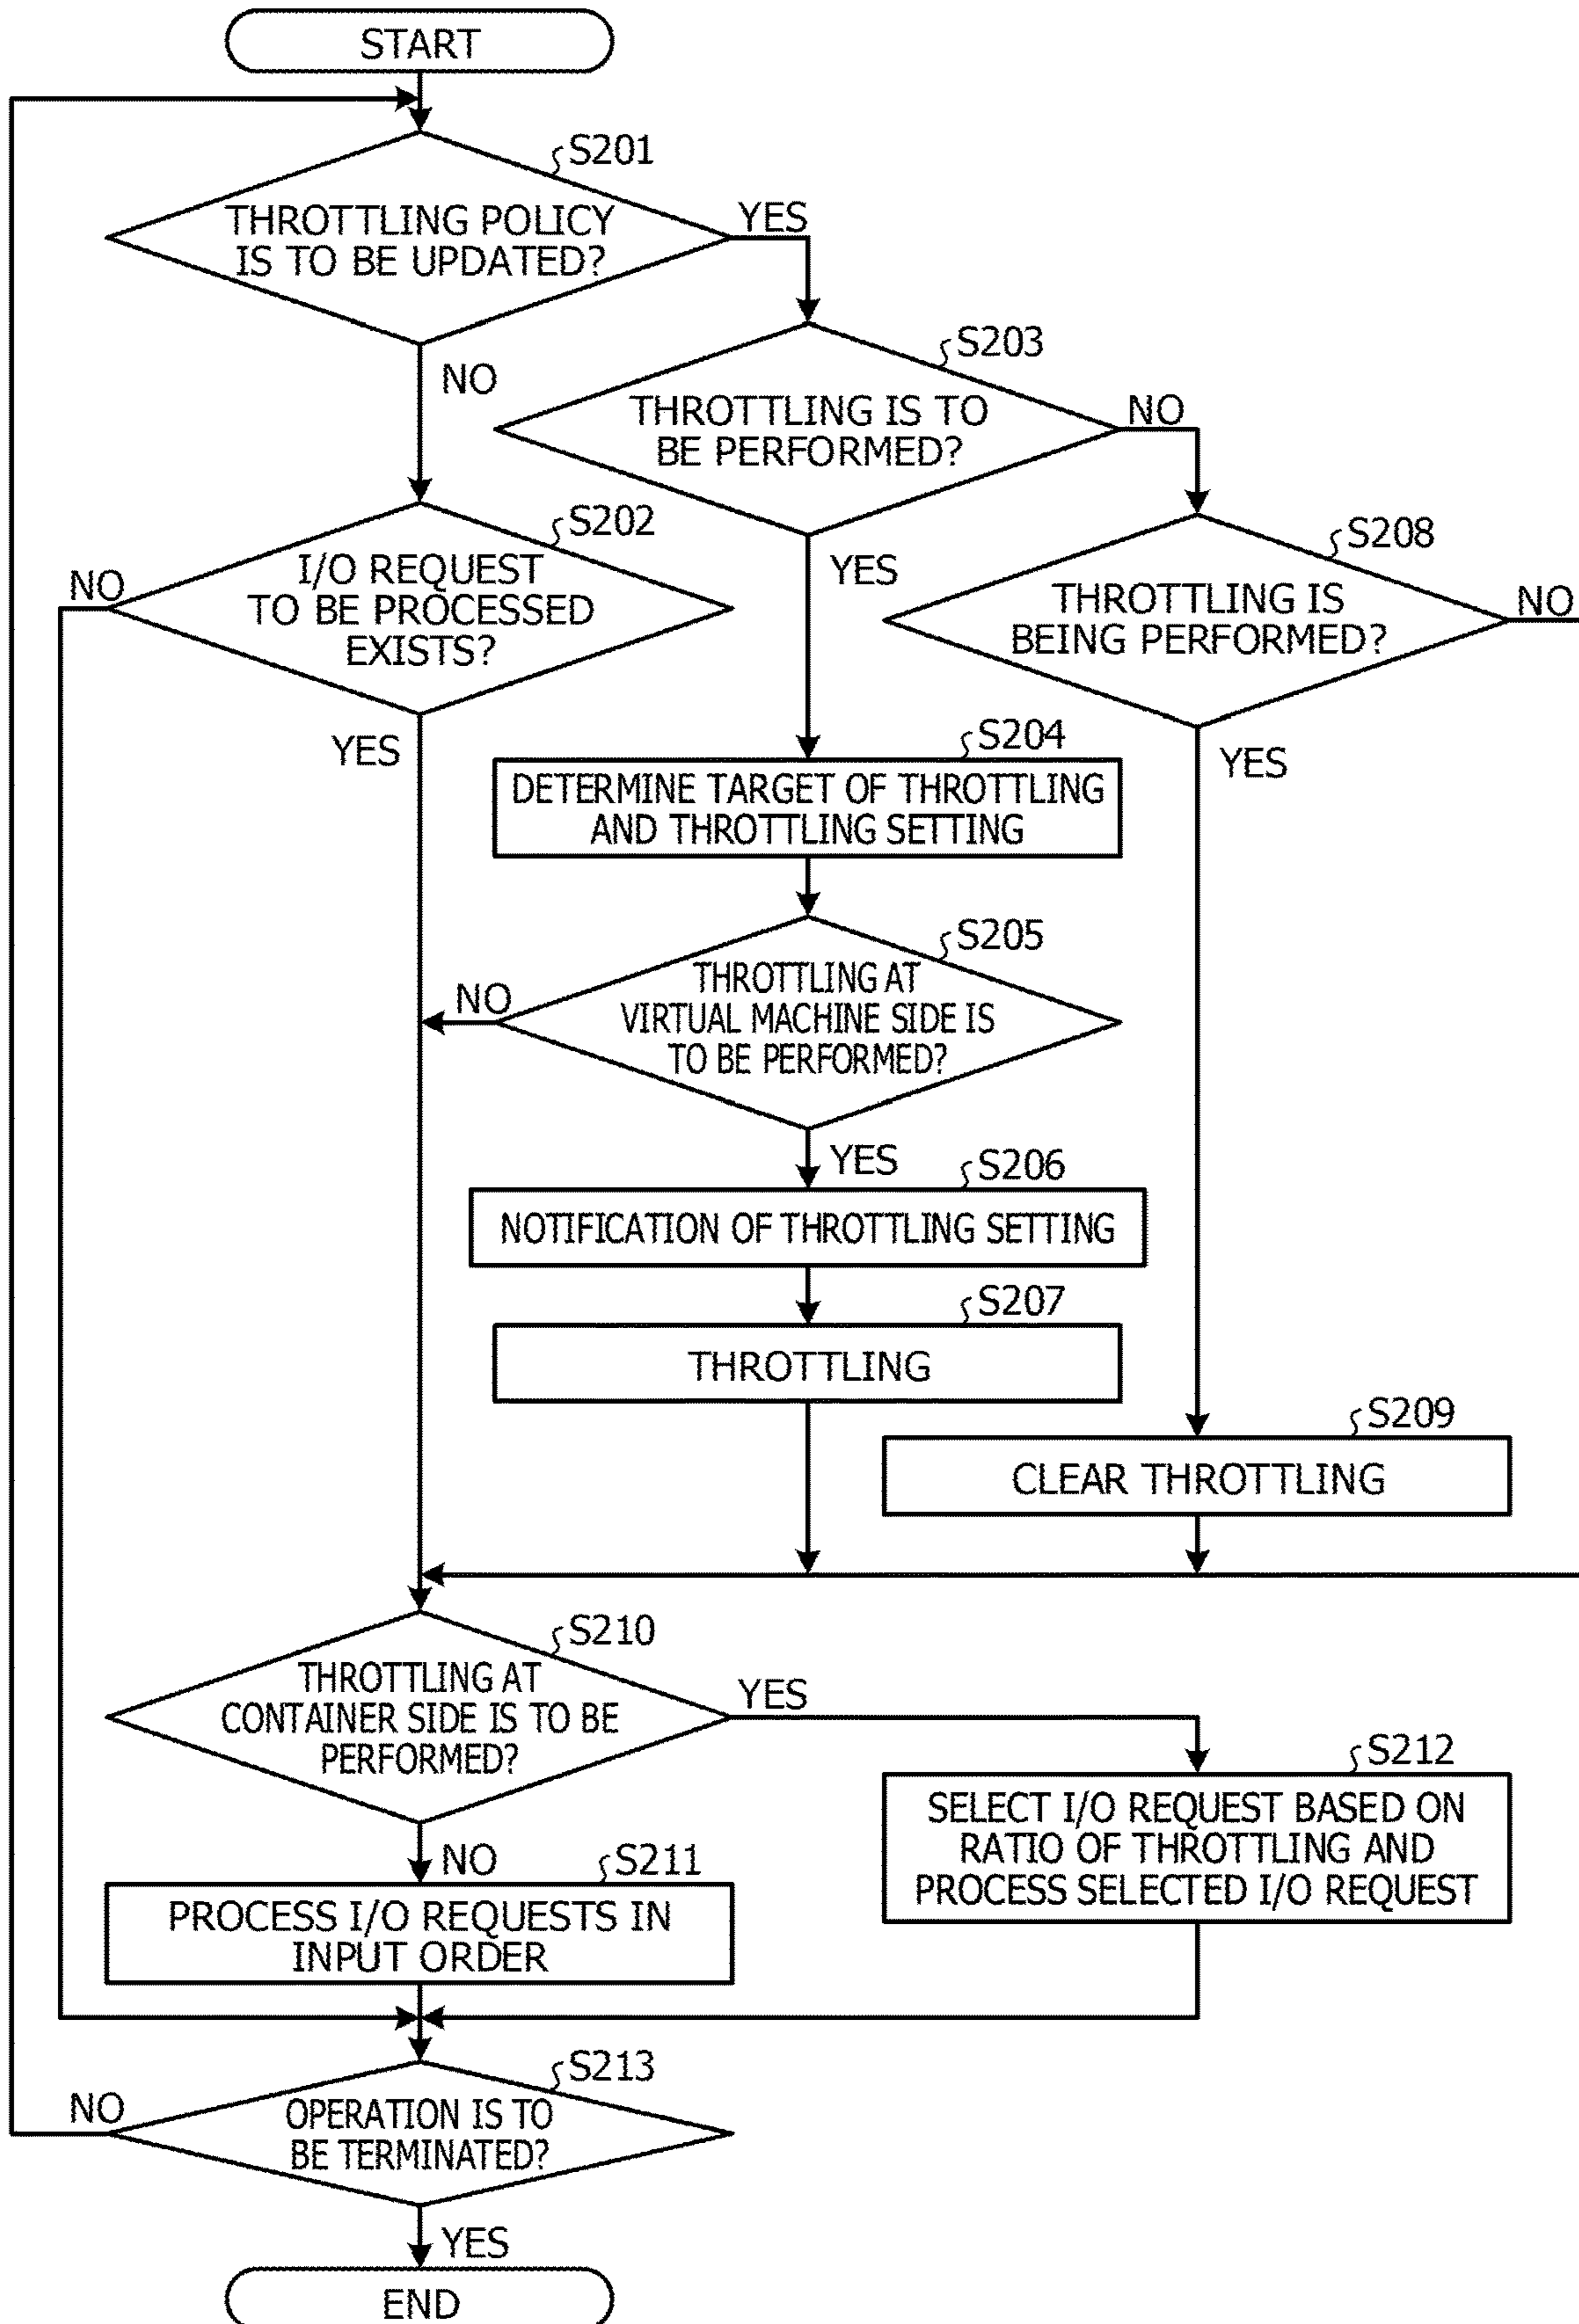 START
S201
THROTTLING POLICY
IS TO BE UPDATED?
YES
NO
S203
THROTTLING IS TO
BE PERFORMED?
NO
YES
S202
I/O REQUEST
TO BE PROCESSED
EXISTS?
NO
YES
S208
THROTTLING IS
BEING PERFORMED?
NO
YES
S204
DETERMINE TARGET OF THROTTLING
AND THROTTLING SETTING
S205
THROTTLING AT
VIRTUAL MACHINE SIDE IS
TO BE PERFORMED?
NO
YES
S206
NOTIFICATION OF THROTTLING SETTING
S207
THROTTLING
S209
CLEAR THROTTLING
S210
THROTTLING AT
CONTAINER SIDE IS TO BE
PERFORMED?
YES
NO
S212
SELECT I/O REQUEST BASED ON
RATIO OF THROTTLING AND
PROCESS SELECTED I/O REQUEST
S211
PROCESS I/O REQUESTS IN
INPUT ORDER
S213
OPERATION IS TO
BE TERMINATED?
NO
YES
END